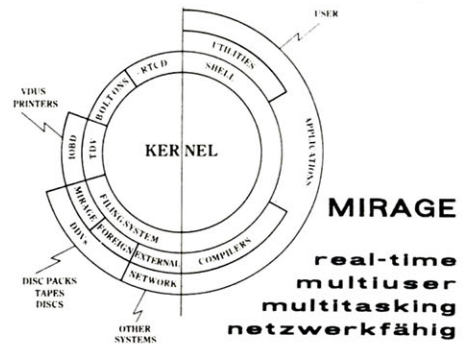 USER
UTILITIES
SHELL
RTCD
BOLTONS
VDUS
PRINTERS
IOBD
TDV
KERNEL
APPLICATIONS
MIRAGE
FILING SYSTEM
MIRAGE
FOREIGN
EXTERNAL
COMPILERS
DDVs
NETWORK
DISC PACKS
TAPES
DISCS
OTHER
SYSTEMS
real-time
multiuser
multitasking
netzwerkfähig